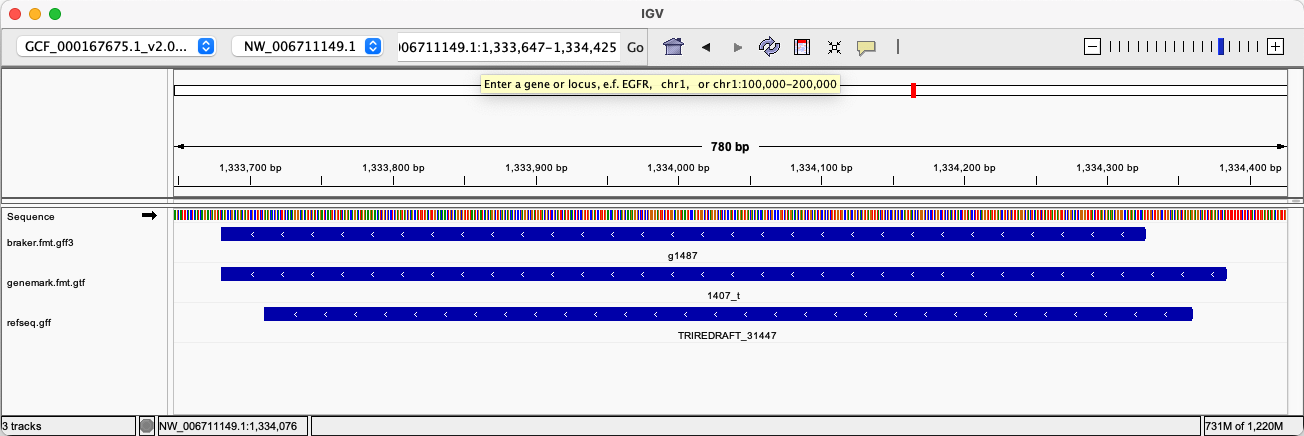 IGV
GCF_000167675.1_v2.0... NW_006711149.1 006711149.1:1,333,647-1,334,425 Go
Enter a gene or locus, e.f. EGFR, chr1, or chr1:100,000-200,000
780 bp
1,333,700 bp 1,333,800 bp 1,333,900 bp 1,334,000 bp 1,334,100 bp 1,334,200 bp 1,334,300 bp 1,334,400 bp
Sequence
braker.fmt.gff3
g1487
genemark.fmt.gtf
1407_t
refseq.gff
TRIREDRAFT_31447
3 tracks NW_006711149.1:1,334,076 731M of 1,220M